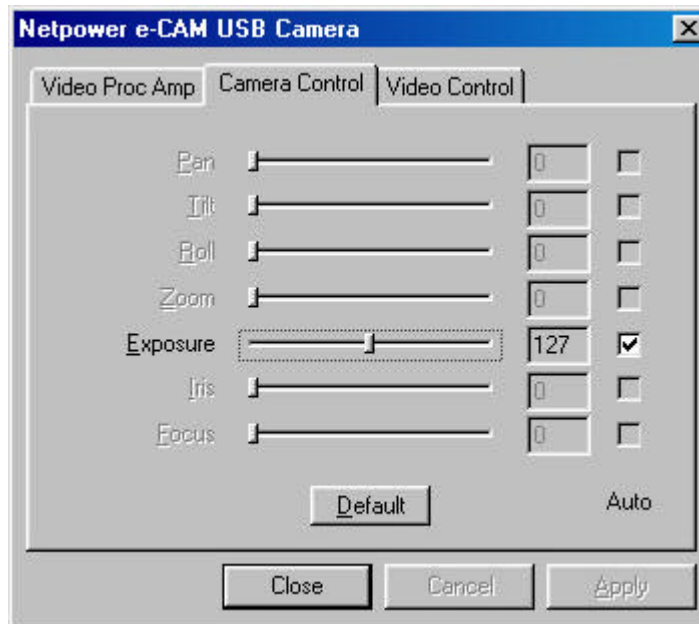 Netpower e-CAM USB Camera
Video Proc Amp Camera Control Video Control
Pan 0
Tilt 0
Roll 0
Zoom 0
Exposure 127
Iris 0
Focus 0
Default Auto
Close Cancel Apply